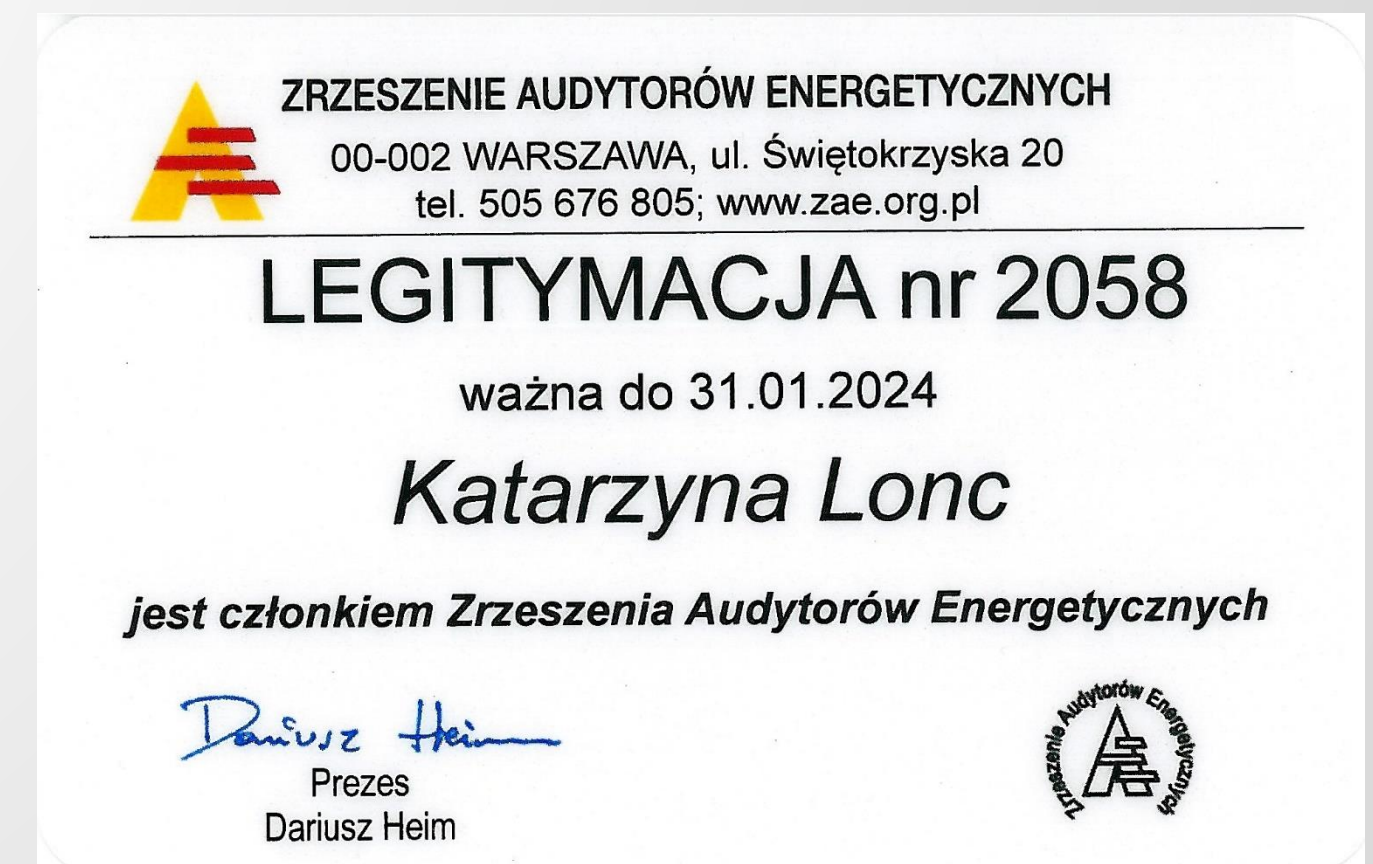 ZRZESZENIE AUDYTORÓW ENERGETYCZNYCH
00-002 WARSZAWA, ul. Świętokrzyska 20
tel. 505 676 805; www.zae.org.pl
LEGITYMACJA nr 2058
ważna do 31.01.2024
Katarzyna Lonc
jest członkiem Zrzeszenia Audytorów Energetycznych
Dariusz Heim
Prezes
Dariusz Heim
Zrzeszenie Audytorów Energetycznych